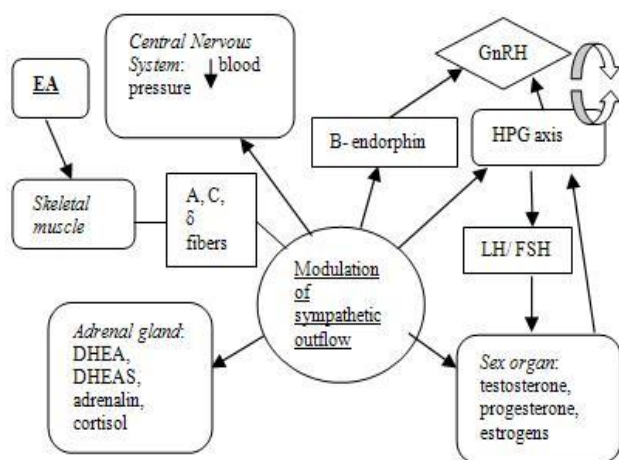 Central Nervous
System: blood
pressure
EA
GnRH
B- endorphin
HPG axis
Skeletal
muscle
A, C,
δ
fibers
LH/ FSH
Modulation
of
sympathetic
outflow
Adrenal gland:
DHEA,
DHEAS,
adrenalin,
cortisol
Sex organ:
testosterone,
progesterone,
estrogens